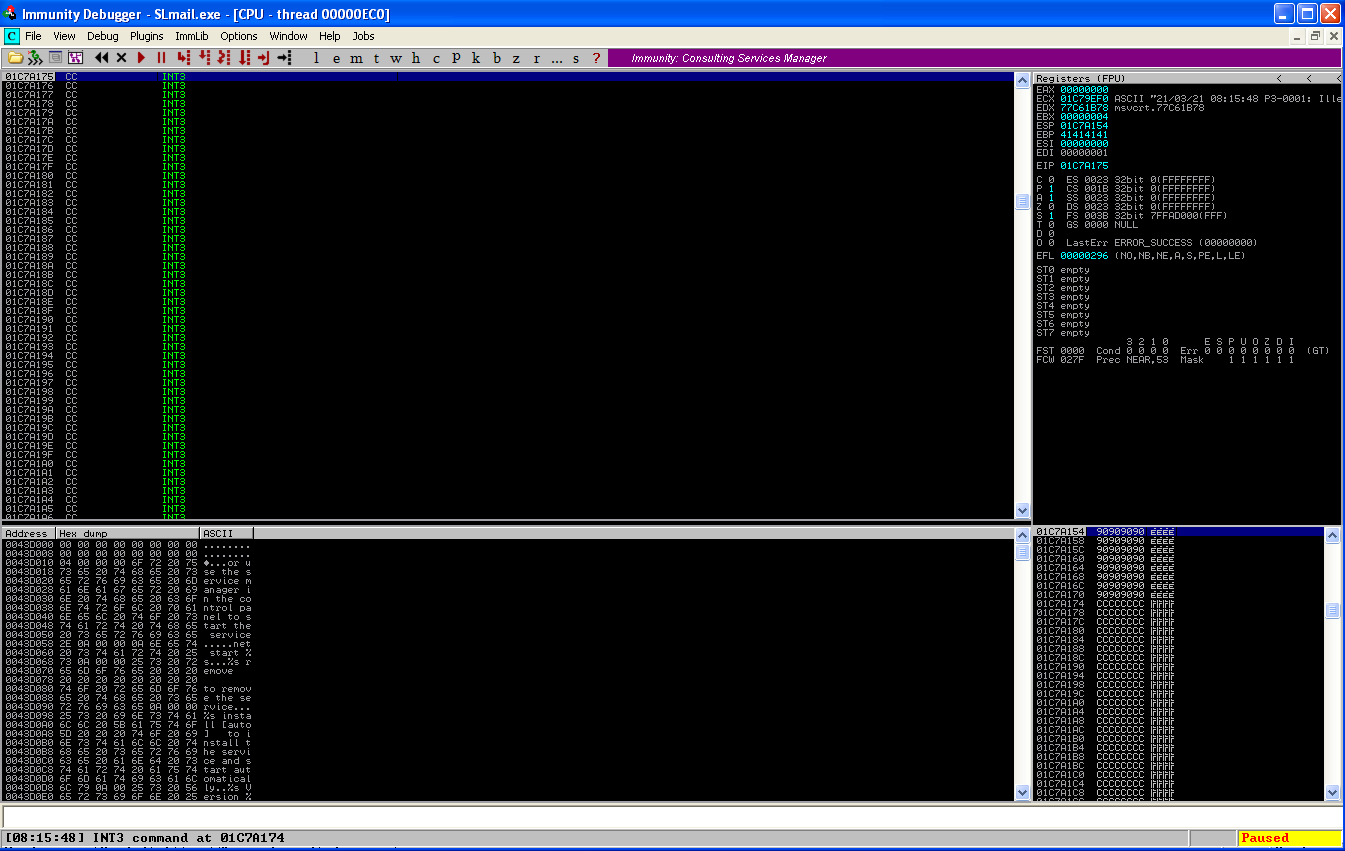 Immunity Debugger - SLmail.exe - [CPU - thread 00000EC0]
C File View Debug Plugins ImmLib Options Window Help Jobs
l e m t w h c P k b z r ... s ? Immunity: Consulting Services Manager
01C7A175 CC INT3
01C7A176 CC INT3
01C7A177 CC INT3
01C7A178 CC INT3
01C7A179 CC INT3
01C7A17A CC INT3
01C7A17B CC INT3
01C7A17C CC INT3
01C7A17D CC INT3
01C7A17E CC INT3
01C7A17F CC INT3
01C7A180 CC INT3
01C7A181 CC INT3
01C7A182 CC INT3
01C7A183 CC INT3
01C7A184 CC INT3
01C7A185 CC INT3
01C7A186 CC INT3
01C7A187 CC INT3
01C7A188 CC INT3
01C7A189 CC INT3
01C7A18A CC INT3
01C7A18B CC INT3
01C7A18C CC INT3
01C7A18D CC INT3
01C7A18E CC INT3
01C7A18F CC INT3
01C7A190 CC INT3
01C7A191 CC INT3
01C7A192 CC INT3
01C7A193 CC INT3
01C7A194 CC INT3
01C7A195 CC INT3
01C7A196 CC INT3
01C7A197 CC INT3
01C7A198 CC INT3
01C7A199 CC INT3
01C7A19A CC INT3
01C7A19B CC INT3
01C7A19C CC INT3
01C7A19D CC INT3
01C7A19E CC INT3
01C7A19F CC INT3
01C7A1A0 CC INT3
01C7A1A1 CC INT3
01C7A1A2 CC INT3
01C7A1A3 CC INT3
01C7A1A4 CC INT3
01C7A1A5 CC INT3
01C7A1A6 CC INT3
Registers (FPU) < < <
EAX 00000000
ECX 01C79EF0 ASCII "21/03/21 08:15:48 P3-0001: Ille
EDX 77C61B78 msvcrt.77C61B78
EBX 00000004
ESP 01C7A154
EBP 41414141
ESI 00000000
EDI 00000001
EIP 01C7A175
C 0 ES 0023 32bit 0(FFFFFFFF)
P 1 CS 001B 32bit 0(FFFFFFFF)
A 1 SS 0023 32bit 0(FFFFFFFF)
Z 0 DS 0023 32bit 0(FFFFFFFF)
S 1 FS 003B 32bit 7FFAD000(FFF)
T 0 GS 0000 NULL
D 0
O 0 LastErr ERROR_SUCCESS (00000000)
EFL 00000296 (NO,NB,NE,A,S,PE,L,LE)
ST0 empty
ST1 empty
ST2 empty
ST3 empty
ST4 empty
ST5 empty
ST6 empty
ST7 empty
3 2 1 0 E S P U O Z D I
FST 0000 Cond 0 0 0 0 Err 0 0 0 0 0 0 0 0 (GT)
FCW 027F Prec NEAR,53 Mask 1 1 1 1 1 1
Address Hex dump ASCII
0043D000 00 00 00 00 00 00 00 00 ........
0043D008 00 00 00 00 00 00 00 00 ........
0043D010 04 00 00 00 6F 72 20 75 ♦...or u
0043D018 73 65 20 74 68 65 20 73 se the s
0043D020 65 72 76 69 63 65 20 6D ervice m
0043D028 61 6E 61 67 65 72 20 69 anager i
0043D030 6E 20 74 68 65 20 63 6F n the co
0043D038 6E 74 72 6F 6C 20 70 61 ntrol pa
0043D040 6E 65 6C 20 74 6F 20 73 nel to s
0043D048 74 61 72 74 20 74 68 65 tart the
0043D050 20 73 65 72 76 69 63 65 service
0043D058 2E 0A 00 00 0A 6E 65 74 .....net
0043D060 20 73 74 61 72 74 20 25 start %
0043D068 73 0A 00 00 25 73 20 72 s...%s r
0043D070 65 6D 6F 76 65 20 20 20 emove
0043D078 20 20 20 20 20 20 20 20
0043D080 74 6F 20 72 65 6D 6F 76 to remov
0043D088 65 20 74 68 65 20 73 65 e the se
0043D090 72 76 69 63 65 0A 00 00 rvice...
0043D098 25 73 20 69 6E 73 74 61 %s insta
0043D0A0 6C 6C 20 5B 61 75 74 6F ll [auto
0043D0A8 5D 20 20 20 74 6F 20 69 ] to i
0043D0B0 6E 73 74 61 6C 6C 20 74 nstall t
0043D0B8 68 65 20 73 65 72 76 69 he servi
0043D0C0 63 65 20 61 6E 64 20 73 ce and s
0043D0C8 74 61 72 74 20 61 75 74 tart aut
0043D0D0 6F 6D 61 74 69 63 61 6C omatical
0043D0D8 6C 79 0A 00 25 73 20 56 ly..%s V
0043D0E0 65 72 73 69 6F 6E 20 25 ersion %
01C7A154 90909090 ÉÉÉÉ
01C7A158 90909090 ÉÉÉÉ
01C7A15C 90909090 ÉÉÉÉ
01C7A160 90909090 ÉÉÉÉ
01C7A164 90909090 ÉÉÉÉ
01C7A168 90909090 ÉÉÉÉ
01C7A16C 90909090 ÉÉÉÉ
01C7A170 90909090 ÉÉÉÉ
01C7A174 CCCCCCCC ╠╠╠╠
01C7A178 CCCCCCCC ╠╠╠╠
01C7A17C CCCCCCCC ╠╠╠╠
01C7A180 CCCCCCCC ╠╠╠╠
01C7A184 CCCCCCCC ╠╠╠╠
01C7A188 CCCCCCCC ╠╠╠╠
01C7A18C CCCCCCCC ╠╠╠╠
01C7A190 CCCCCCCC ╠╠╠╠
01C7A194 CCCCCCCC ╠╠╠╠
01C7A198 CCCCCCCC ╠╠╠╠
01C7A19C CCCCCCCC ╠╠╠╠
01C7A1A0 CCCCCCCC ╠╠╠╠
01C7A1A4 CCCCCCCC ╠╠╠╠
01C7A1A8 CCCCCCCC ╠╠╠╠
01C7A1AC CCCCCCCC ╠╠╠╠
01C7A1B0 CCCCCCCC ╠╠╠╠
01C7A1B4 CCCCCCCC ╠╠╠╠
01C7A1B8 CCCCCCCC ╠╠╠╠
01C7A1BC CCCCCCCC ╠╠╠╠
01C7A1C0 CCCCCCCC ╠╠╠╠
01C7A1C4 CCCCCCCC ╠╠╠╠
01C7A1C8 CCCCCCCC ╠╠╠╠
[08:15:48] INT3 command at 01C7A174
Paused